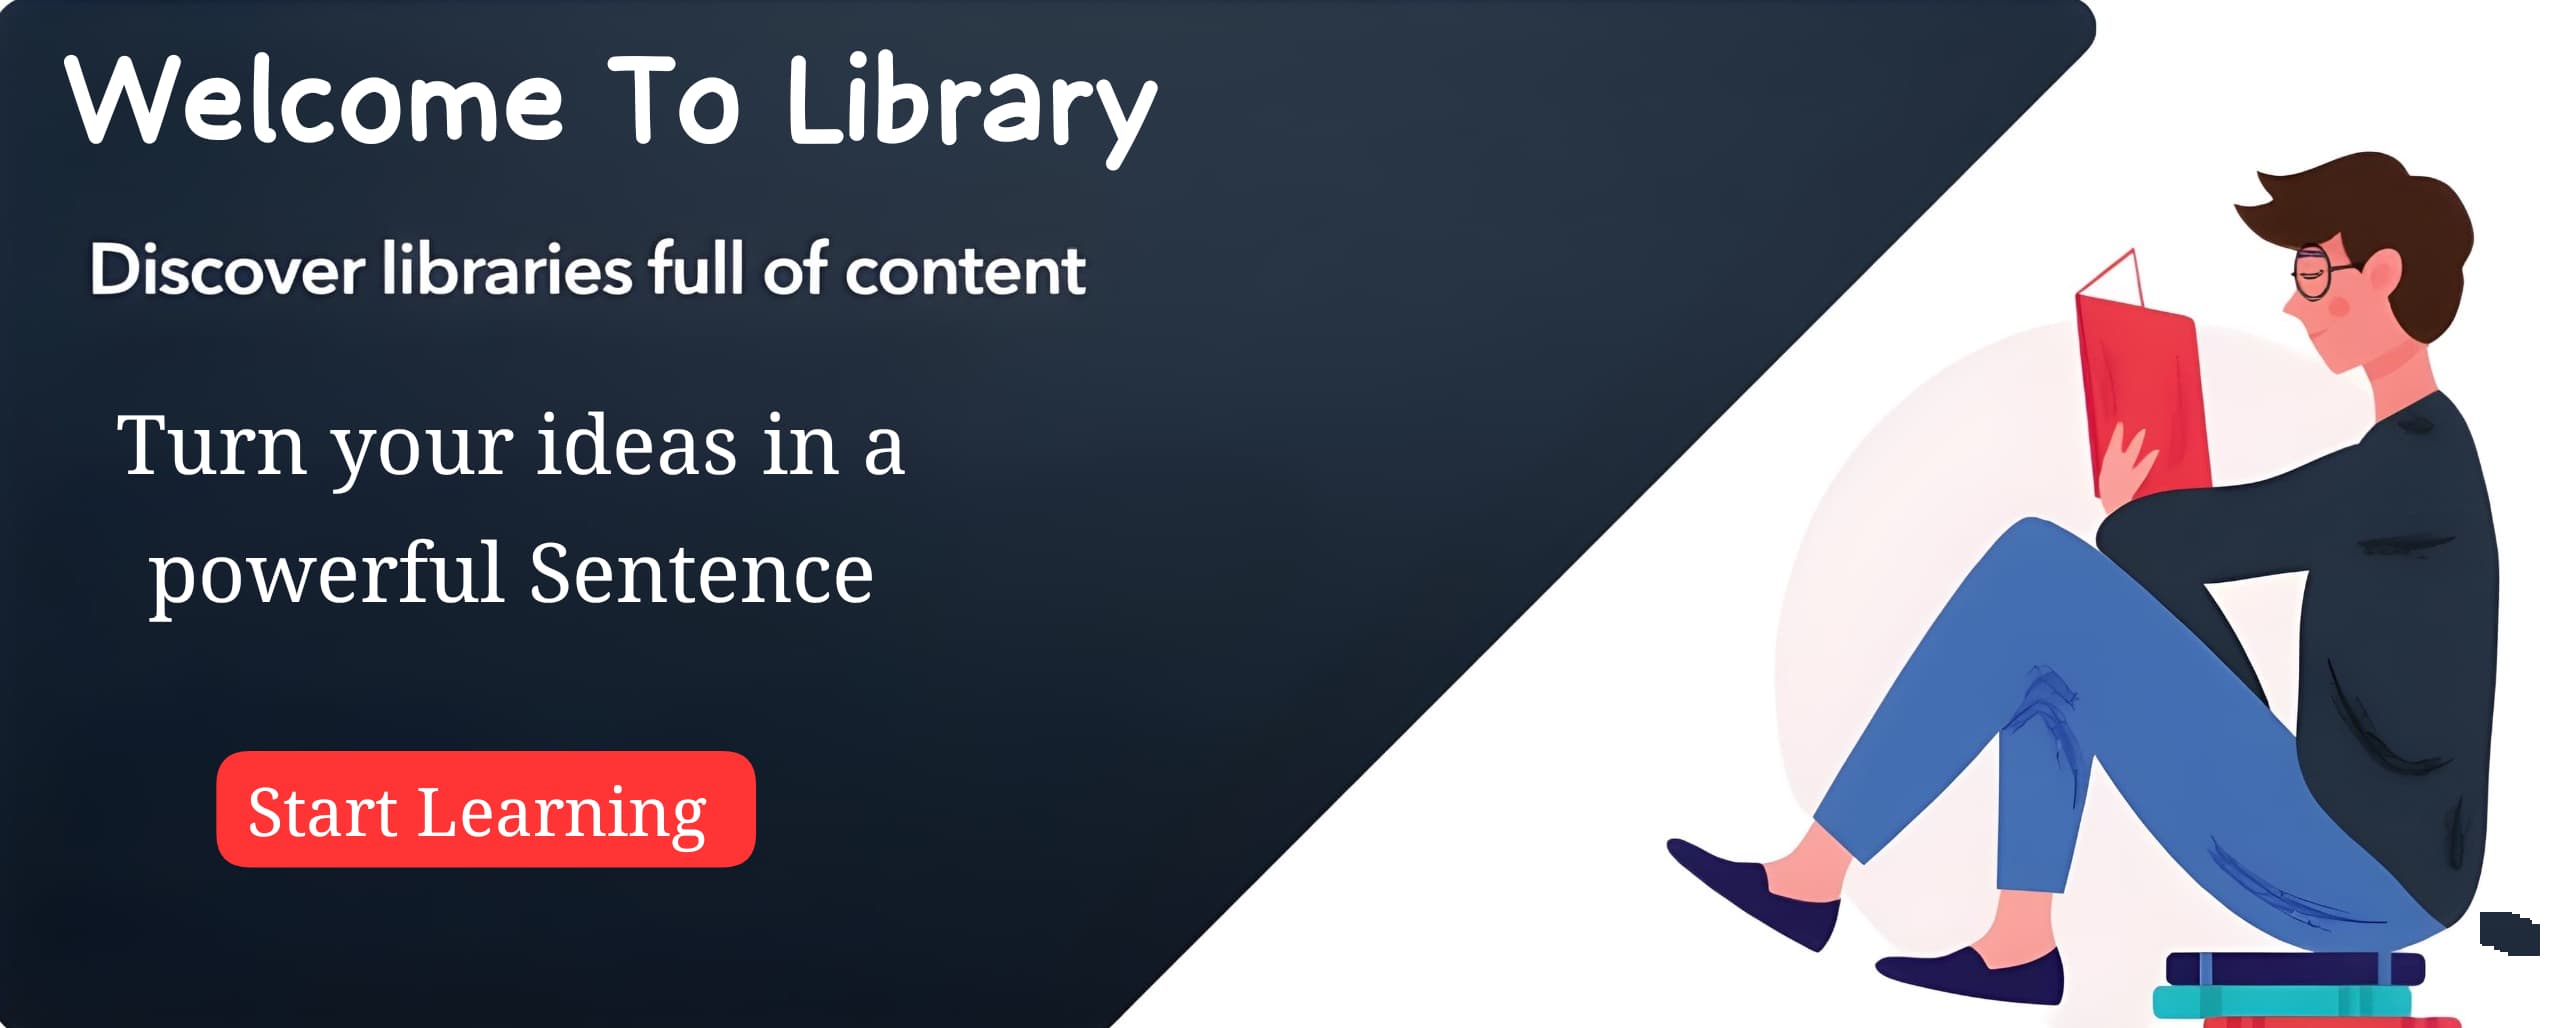 Welcome To Library
Discover libraries full of content
Turn your ideas in a
powerful Sentence
Start Learning